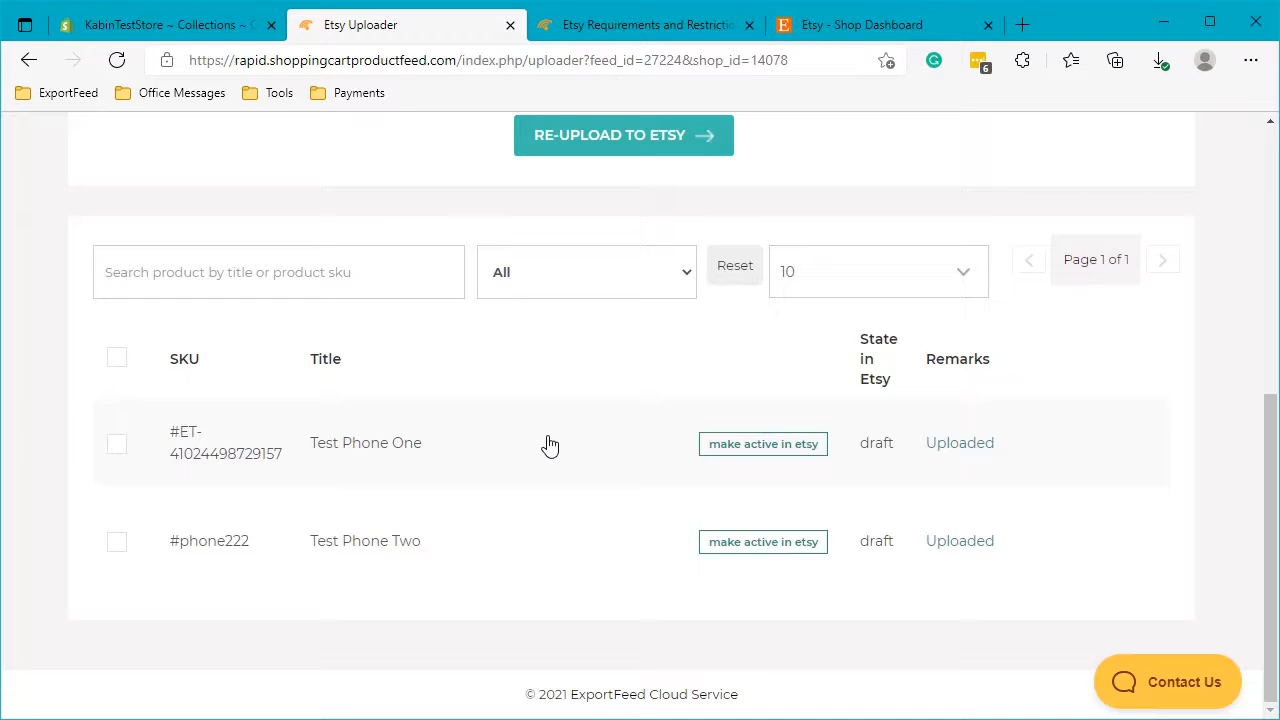 KabinTestStore ~ Collections ~
Etsy Uploader
Etsy Requirements and Restrictio
Etsy - Shop Dashboard
https://rapid.shoppingcartproductfeed.com/index.php/uploader?feed_id=27224&shop_id=14078
6
ExportFeed
Office Messages
Tools
Payments
RE-UPLOAD TO ETSY
Search product by title or product sku
All
Reset
10
Page 1 of 1
SKU
Title
State
in
Etsy
Remarks
#ET-
41024498729157
Test Phone One
make active in etsy
draft
Uploaded
#phone222
Test Phone Two
make active in etsy
draft
Uploaded
Contact Us
© 2021 ExportFeed Cloud Service